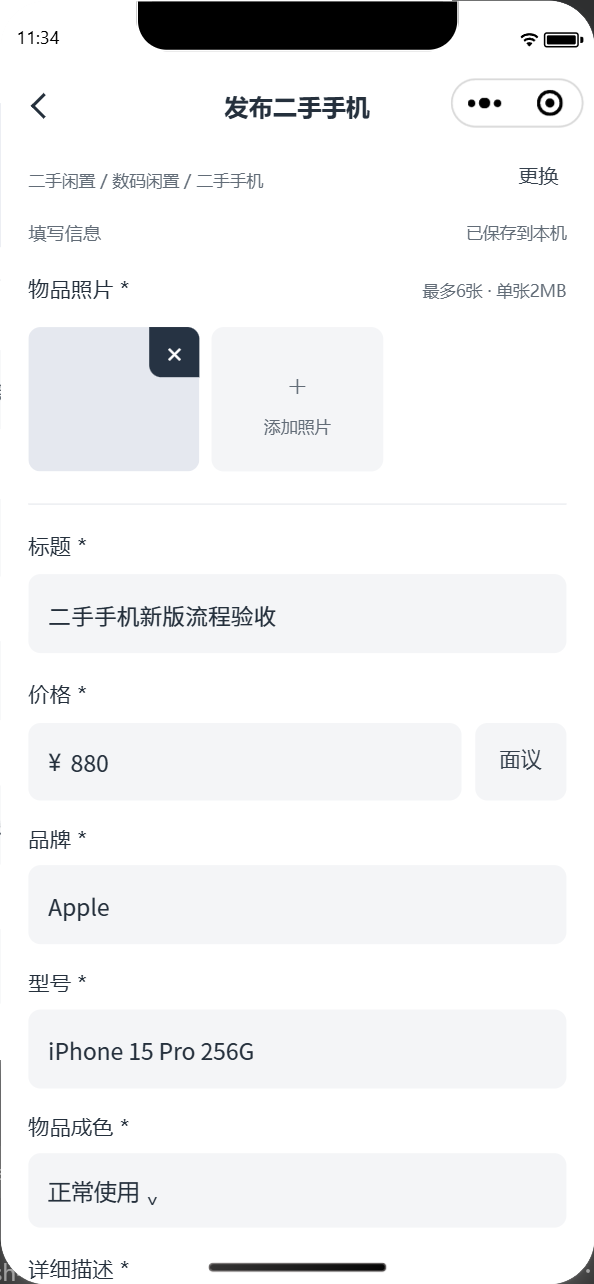 11:34
发布二手手机
二手闲置 / 数码闲置 / 二手手机 更换
填写信息 已保存到本机
物品照片 * 最多6张 · 单张2MB
×
+
添加照片
标题 *
二手手机新版流程验收
价格 *
¥ 880 面议
品牌 *
Apple
型号 *
iPhone 15 Pro 256G
物品成色 *
正常使用
详细描述 *